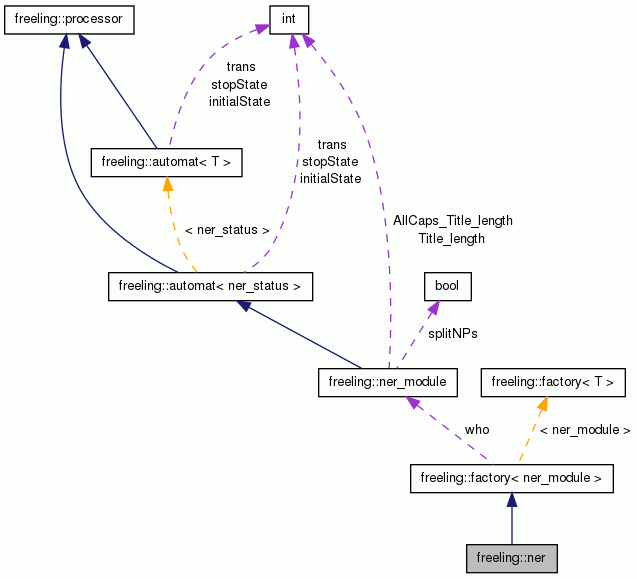 freeling::processor
int
trans
stopState
initialState
freeling::automat< T >
trans
stopState
initialState
< ner_status >
AllCaps_Title_length
Title_length
freeling::automat< ner_status >
bool
splitNPs
freeling::ner_module
freeling::factory< T >
who
< ner_module >
freeling::factory< ner_module >
freeling::ner